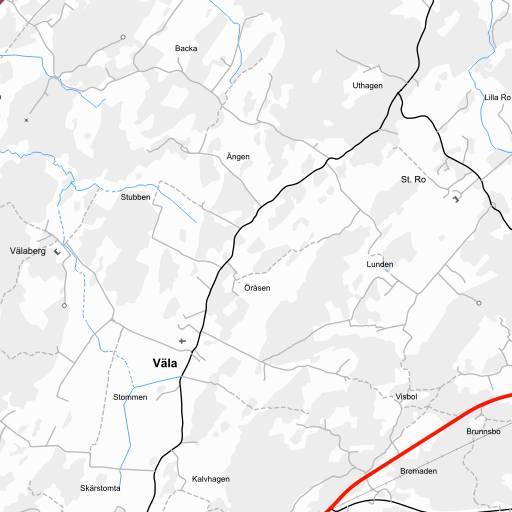 Backa
Uthagen
Lilla Ro
Ängen
St. Ro
Stubben
Välaberg
Lunden
Öråsen
Väla
Stommen
Visbol
Brunnsbo
Bromaden
Kalvhagen
Skärstomta